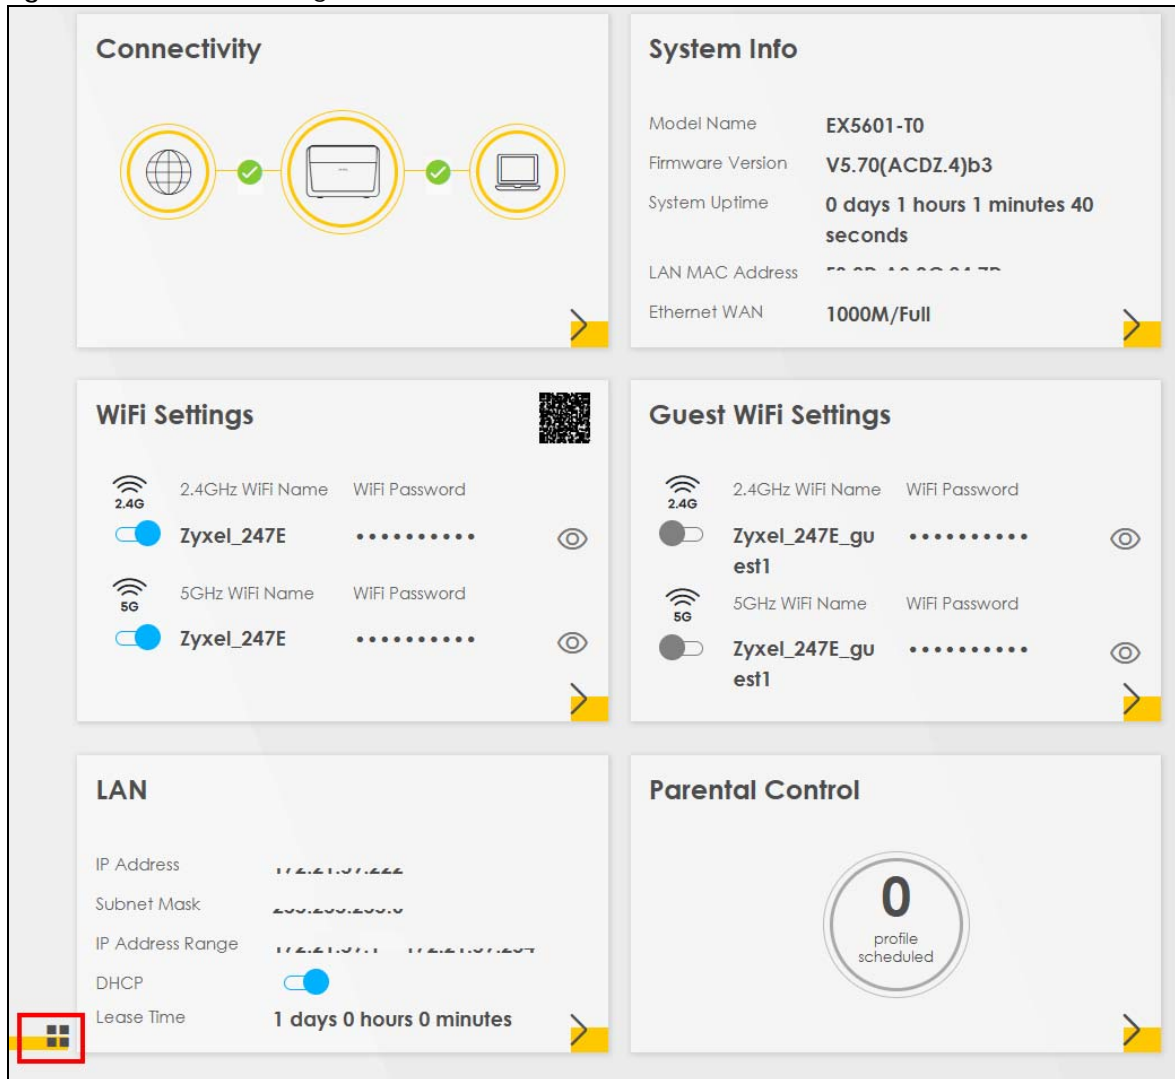 Connectivity
System Info
Model Name EX5601-T0
Firmware Version V5.70(ACDZ.4)b3
System Uptime 0 days 1 hours 1 minutes 40
seconds
LAN MAC Address
Ethernet WAN 1000M/Full
WiFi Settings
2.4G
2.4GHz WiFi Name WiFi Password
Zyxel_247E ••••••••••
5G
5GHz WiFi Name WiFi Password
Zyxel_247E ••••••••••
Guest WiFi Settings
2.4G
2.4GHz WiFi Name WiFi Password
Zyxel_247E_gu ••••••••••
est1
5G
5GHz WiFi Name WiFi Password
Zyxel_247E_gu ••••••••••
est1
LAN
IP Address
Subnet Mask
IP Address Range
DHCP
Lease Time 1 days 0 hours 0 minutes
Parental Control
0
profile
scheduled